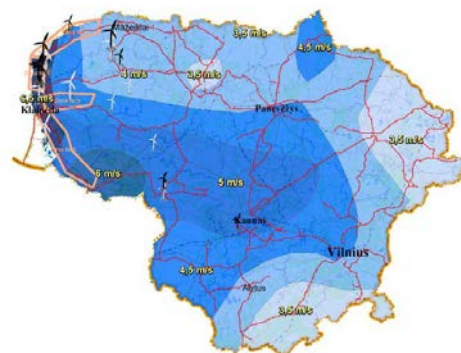 3,5 m/s
4,5 m/s
Mažeikiai
4 m/s
3,5 m/s
6,5 m/s
Klaipėda
Panevėžys
3,5 m/s
6 m/s
5 m/s
Kaunas
Vilnius
4,5 m/s
Alytus
3,5 m/s